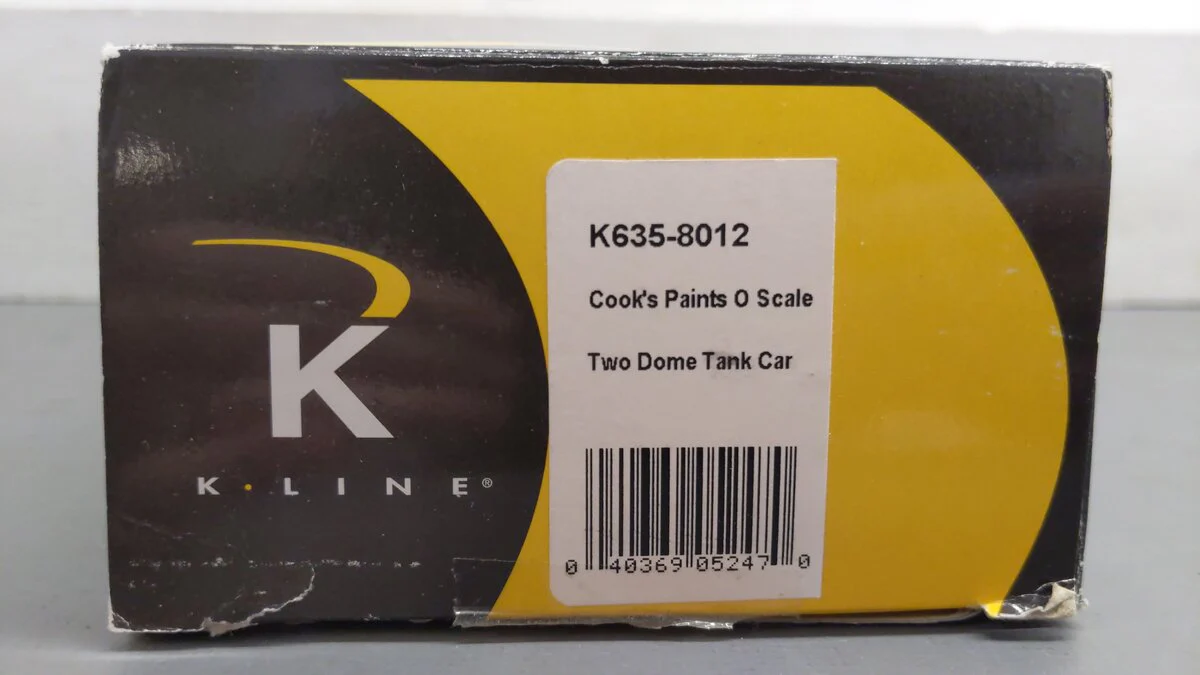 K
K·LINE®
K635-8012
Cook's Paints O Scale
Two Dome Tank Car
0 40369 05247 0